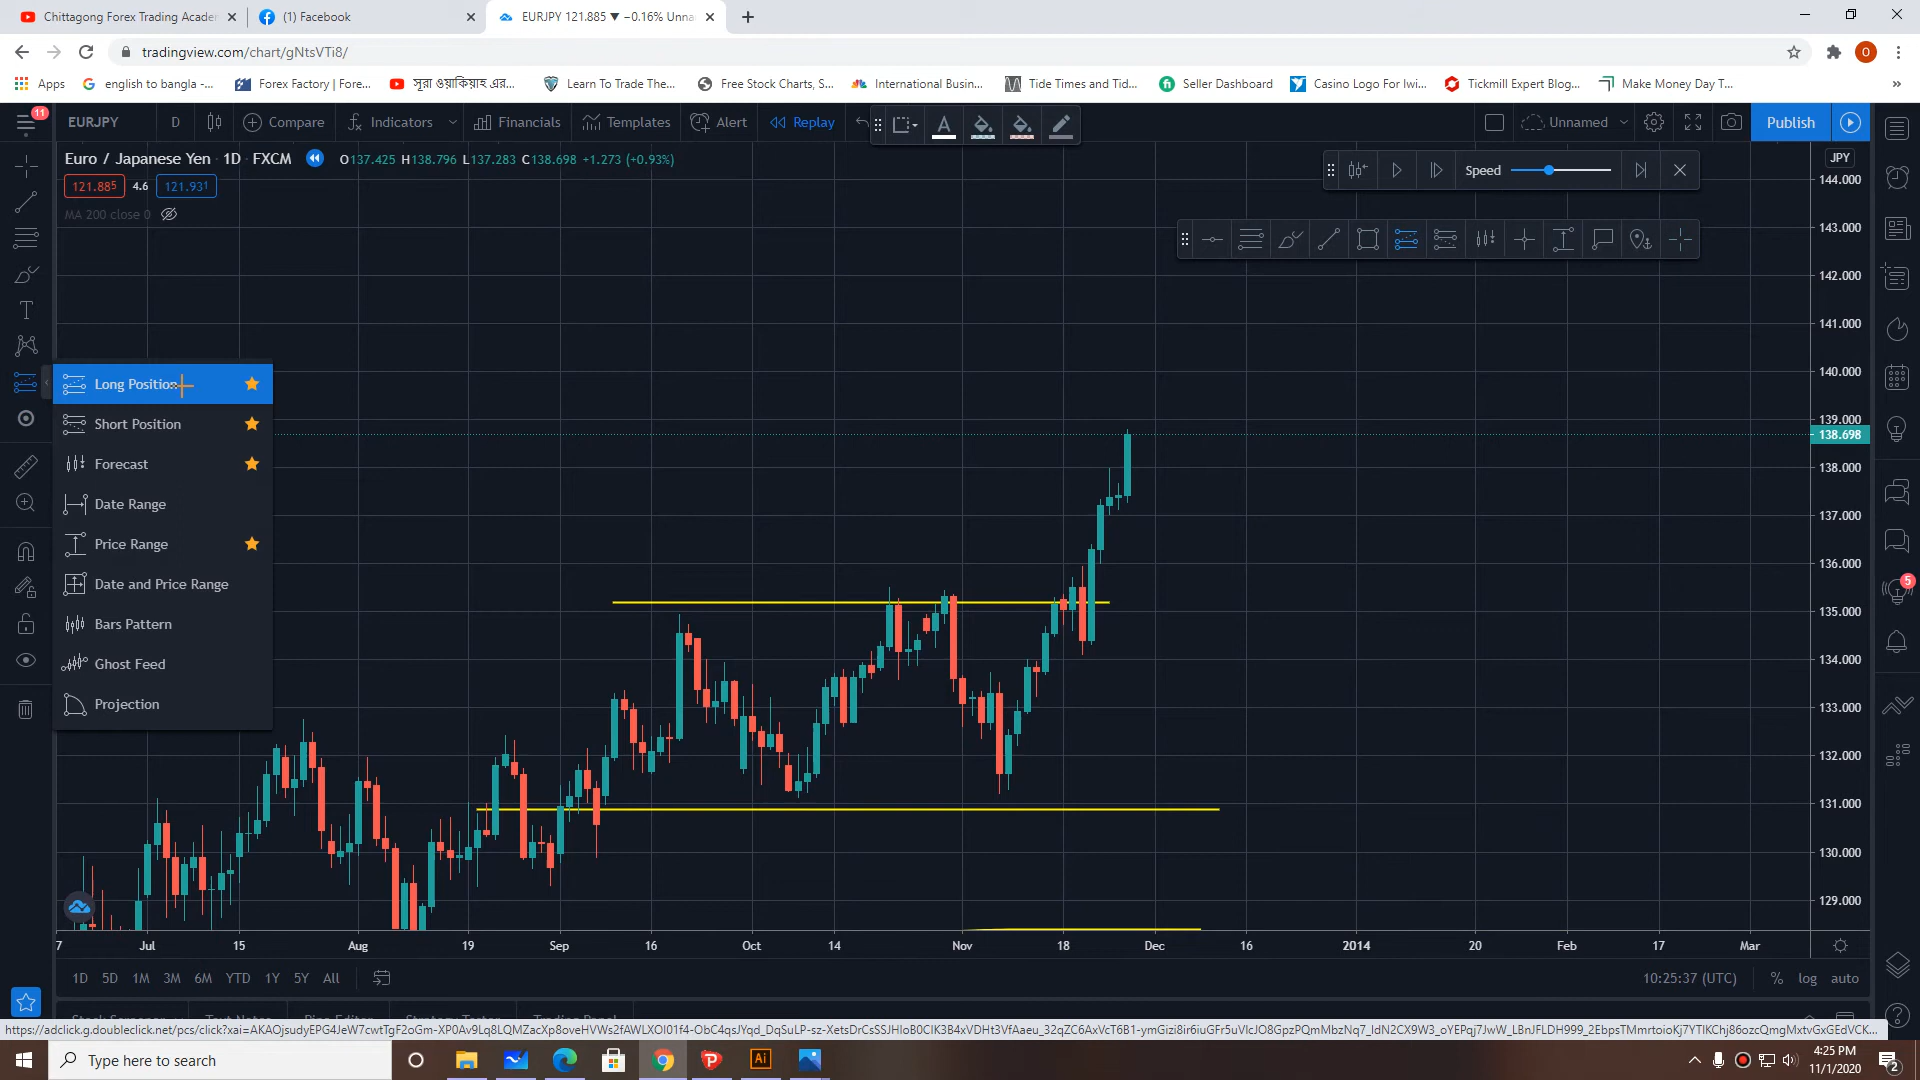 Chittagong Forex Trading Acade
(1) Facebook
EURJPY 121.885 ▼ −0.16% Unna
tradingview.com/chart/gNtsVTi8/
O
Apps
english to bangla -...
Forex Factory | Fore...
সূরা ওয়াকিয়াহ এর...
Learn To Trade The...
Free Stock Charts, S...
International Busin...
Tide Times and Tid...
Seller Dashboard
Casino Logo For Iwi...
Tickmill Expert Blog...
Make Money Day T...
11
EURJPY
D
Compare
Indicators
Financials
Templates
Alert
Replay
A
Unnamed
Publish
Euro / Japanese Yen · 1D · FXCM
O137.425 H138.796 L137.283 C138.698 +1.273 (+0.93%)
121.885
4.6
121.931
MA 200 close 0
Speed
JPY
144.000
143.000
142.000
141.000
140.000
139.000
138.698
138.000
137.000
136.000
135.000
134.000
133.000
132.000
131.000
130.000
129.000
Long Position
Short Position
Forecast
Date Range
Price Range
Date and Price Range
Bars Pattern
Ghost Feed
Projection
5
7
Jul
15
Aug
19
Sep
16
Oct
14
Nov
18
Dec
16
2014
20
Feb
17
Mar
1D
5D
1M
3M
6M
YTD
1Y
5Y
All
10:25:37 (UTC)
%
log
auto
Type here to search
Ai
4:25 PM
11/1/2020
2